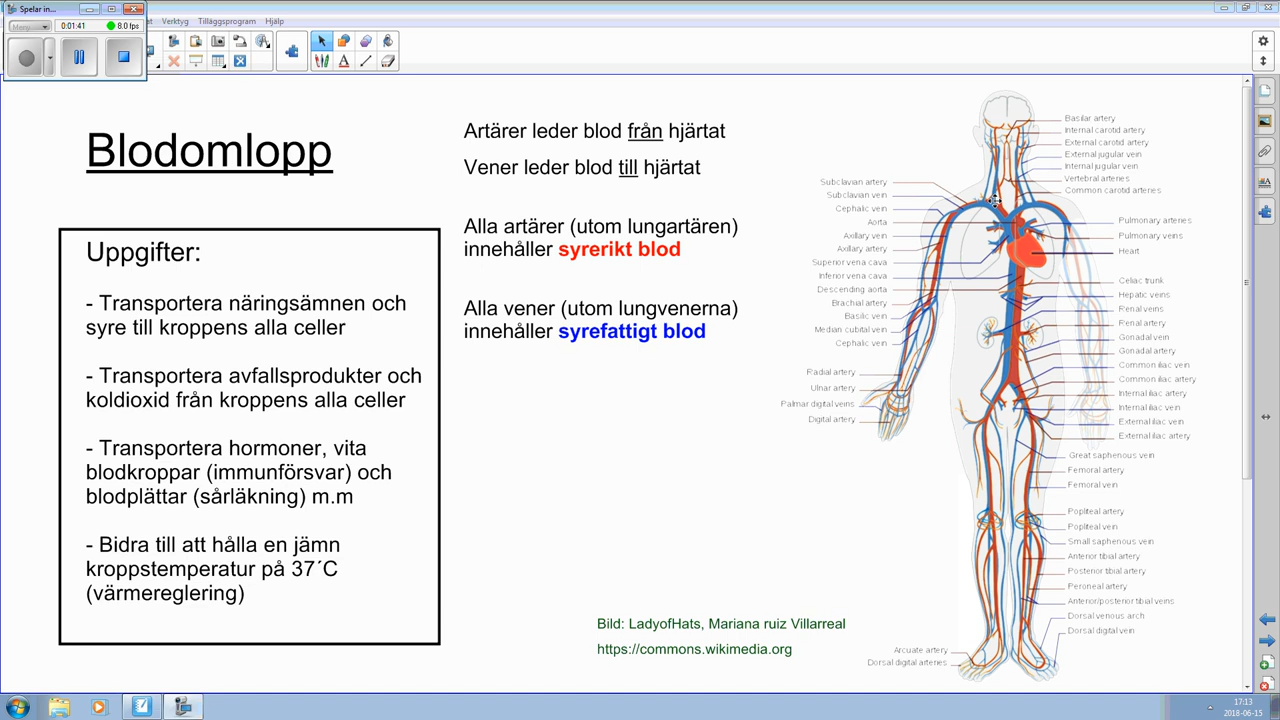 Spelar in...
Meny
0:01:41
8.0 fps
Verktyg
Tilläggsprogram
Hjälp
Blodomlopp
Uppgifter:
- Transportera näringsämnen och
syre till kroppens alla celler
- Transportera avfallsprodukter och
koldioxid från kroppens alla celler
- Transportera hormoner, vita
blodkroppar (immunförsvar) och
blodplättar (sårläkning) m.m
- Bidra till att hålla en jämn
kroppstemperatur på 37´C
(värmereglering)
Artärer leder blod från hjärtat
Vener leder blod till hjärtat
Alla artärer (utom lungartären)
innehåller syrerikt blod
Alla vener (utom lungvenerna)
innehåller syrefattigt blod
Bild: LadyofHats, Mariana ruiz Villarreal
https://commons.wikimedia.org
Subclavian artery
Subclavian vein
Cephalic vein
Aorta
Axillary vein
Axillary artery
Superior vena cava
Inferior vena cava
Descending aorta
Brachial artery
Basilic vein
Median cubital vein
Cephalic vein
Radial artery
Ulnar artery
Palmar digital veins
Digital artery
Arcuate artery
Dorsal digital arteries
Basilar artery
Internal carotid artery
External carotid artery
External jugular vein
Internal jugular vein
Vertebral arteries
Common carotid arteries
Pulmonary arteries
Pulmonary veins
Heart
Celiac trunk
Hepatic veins
Renal veins
Renal artery
Gonadal vein
Gonadal artery
Common iliac vein
Common iliac artery
Internal iliac artery
Internal iliac vein
External iliac vein
External iliac artery
Great saphenous vein
Femoral artery
Femoral vein
Popliteal artery
Popliteal vein
Small saphenous vein
Anterior tibial artery
Posterior tibial artery
Peroneal artery
Anterior/posterior tibial veins
Dorsal venous arch
Dorsal digital vein
17:13
2018-06-15